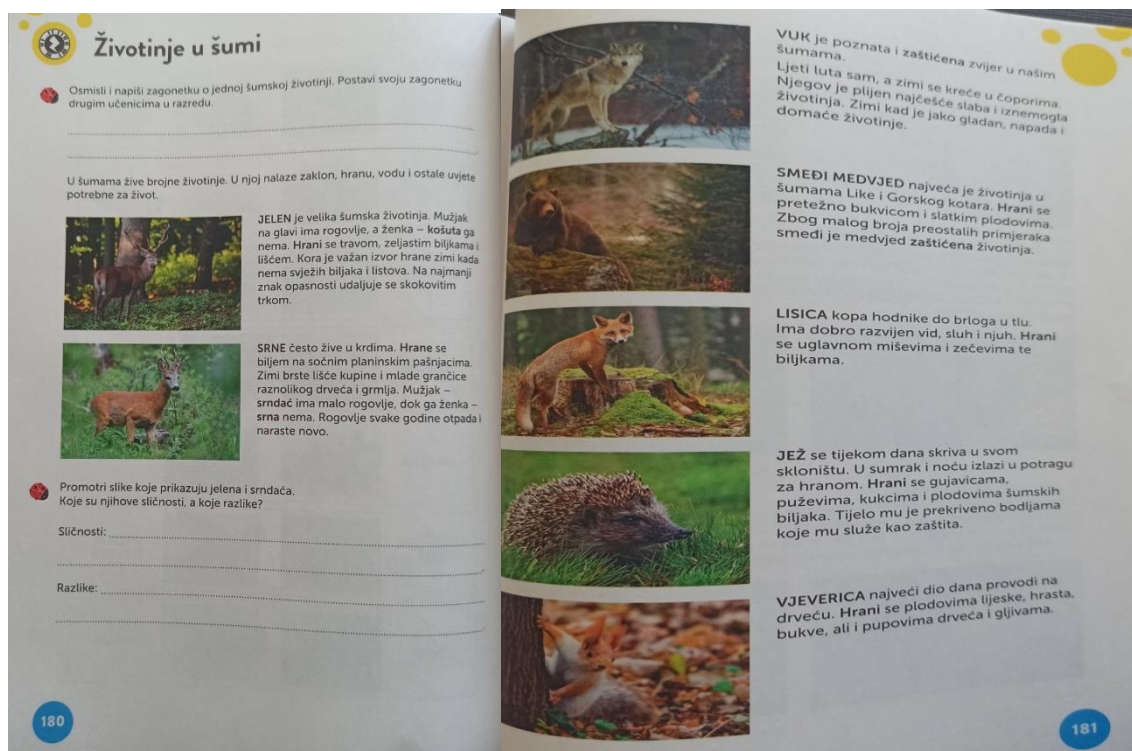 Životinje u šumi
Osmisli i napiši zagonetku o jednoj šumskoj životinji. Postavi svoju zagonetku
drugim učenicima u razredu.
U šumama žive brojne životinje. U njoj nalaze zaklon, hranu, vodu i ostale uvjete
potrebne za život.
JELEN je velika šumska životinja. Mužjak
na glavi ima rogovlje, a ženka – košuta ga
nema. Hrani se travom, zeljastim biljkama i
lišćem. Kora je važan izvor hrane zimi kada
nema svježih biljaka i listova. Na najmanji
znak opasnosti udaljuje se skokovitim
trkom.
SRNE često žive u krdima. Hrane se
biljem na sočnim planinskim pašnjacima.
Zimi brste lišće kupine i mlade grančice
raznolikog drveća i grmlja. Mužjak –
srndać ima malo rogovlje, dok ga ženka –
srna nema. Rogovlje svake godine otpada i
naraste novo.
Promotri slike koje prikazuju jelena i srndaća.
Koje su njihove sličnosti, a koje razlike?
Sličnosti:
Razlike:
180
VUK je poznata i zaštićena zvijer u našim
šumama.
Ljeti luta sam, a zimi se kreće u čoporima.
Njegov je plijen najčešće slaba i iznemogla
životinja. Zimi kad je jako gladan, napada i
domaće životinje.
SMEĐI MEDVJED najveća je životinja u
šumama Like i Gorskog kotara. Hrani se
pretežno bukvicom i slatkim plodovima.
Zbog malog broja preostalih primjeraka
smeđi je medvjed zaštićena životinja.
LISICA kopa hodnike do brloga u tlu.
Ima dobro razvijen vid, sluh i njuh. Hrani
se uglavnom miševima i zečevima te
biljkama.
JEŽ se tijekom dana skriva u svom
skloništu. U sumrak i noću izlazi u potragu
za hranom. Hrani se gujavicama,
puževima, kukcima i plodovima šumskih
biljaka. Tijelo mu je prekriveno bodljama
koje mu služe kao zaštita.
VJEVERICA najveći dio dana provodi na
drveću. Hrani se plodovima lijeske, hrasta,
bukve, ali i pupovima drveća i gljivama.
181